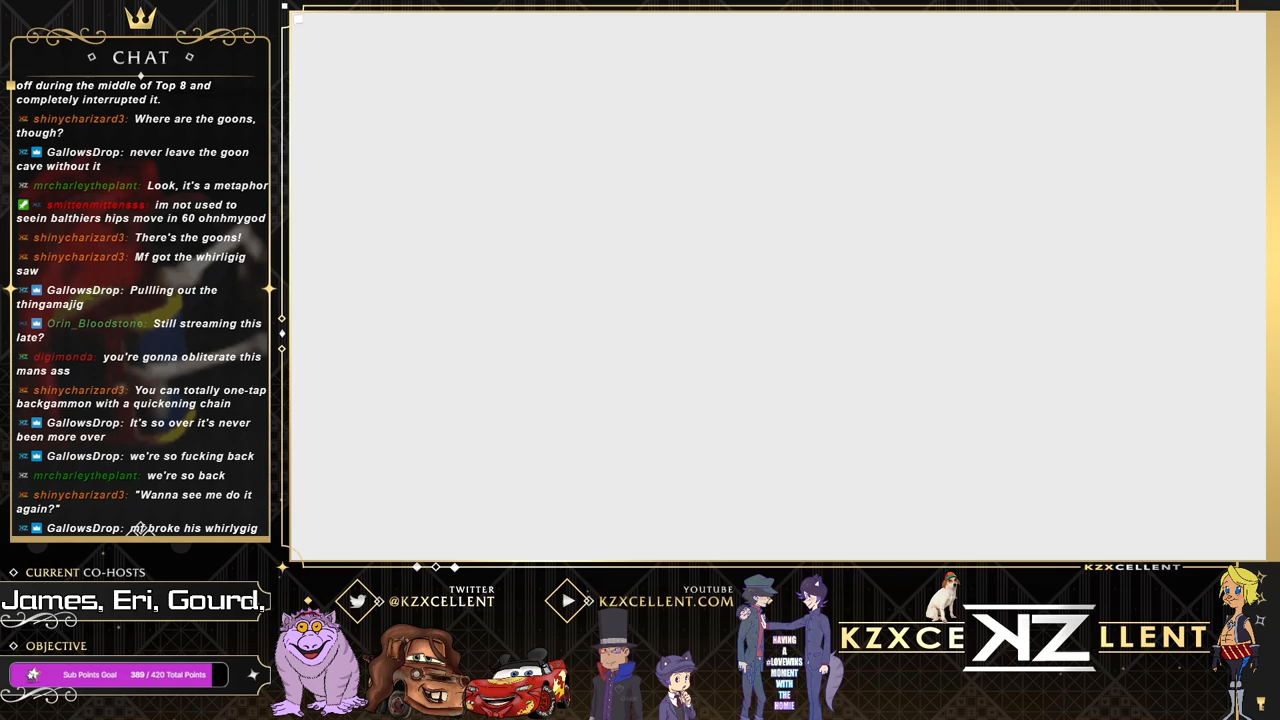 CHAT
off during the middle of Top 8 and
completely interrupted it.
shinycharizard3: Where are the goons,
though?
GallowsDrop: never leave the goon
cave without it
mrcharleytheplant: Look, it's a metaphor
smittenmittensss: im not used to
seein balthiers hips move in 60 ohnhmygod
shinycharizard3: There's the goons!
shinycharizard3: Mf got the whirligig
saw
GallowsDrop: Pullling out the
thingamajig
Orin_Bloodstone: Still streaming this
late?
digimonda: you're gonna obliterate this
mans ass
shinycharizard3: You can totally one-tap
backgammon with a quickening chain
GallowsDrop: It's so over it's never
been more over
GallowsDrop: we're so fucking back
mrcharleytheplant: we're so back
shinycharizard3: "Wanna see me do it
again?"
GallowsDrop: mf broke his whirlygig
CURRENT CO-HOSTS
James, Eri, Gourd,
OBJECTIVE
Sub Points Goal 389 / 420 Total Points
TWITTER
@KZXCELLENT
YOUTUBE
KZXCELLENT.COM
HAVING
A
#LOVEWINS
MOMENT
WITH
THE
HOMIE
KZXCELLENT
KZXCE KZ LLENT